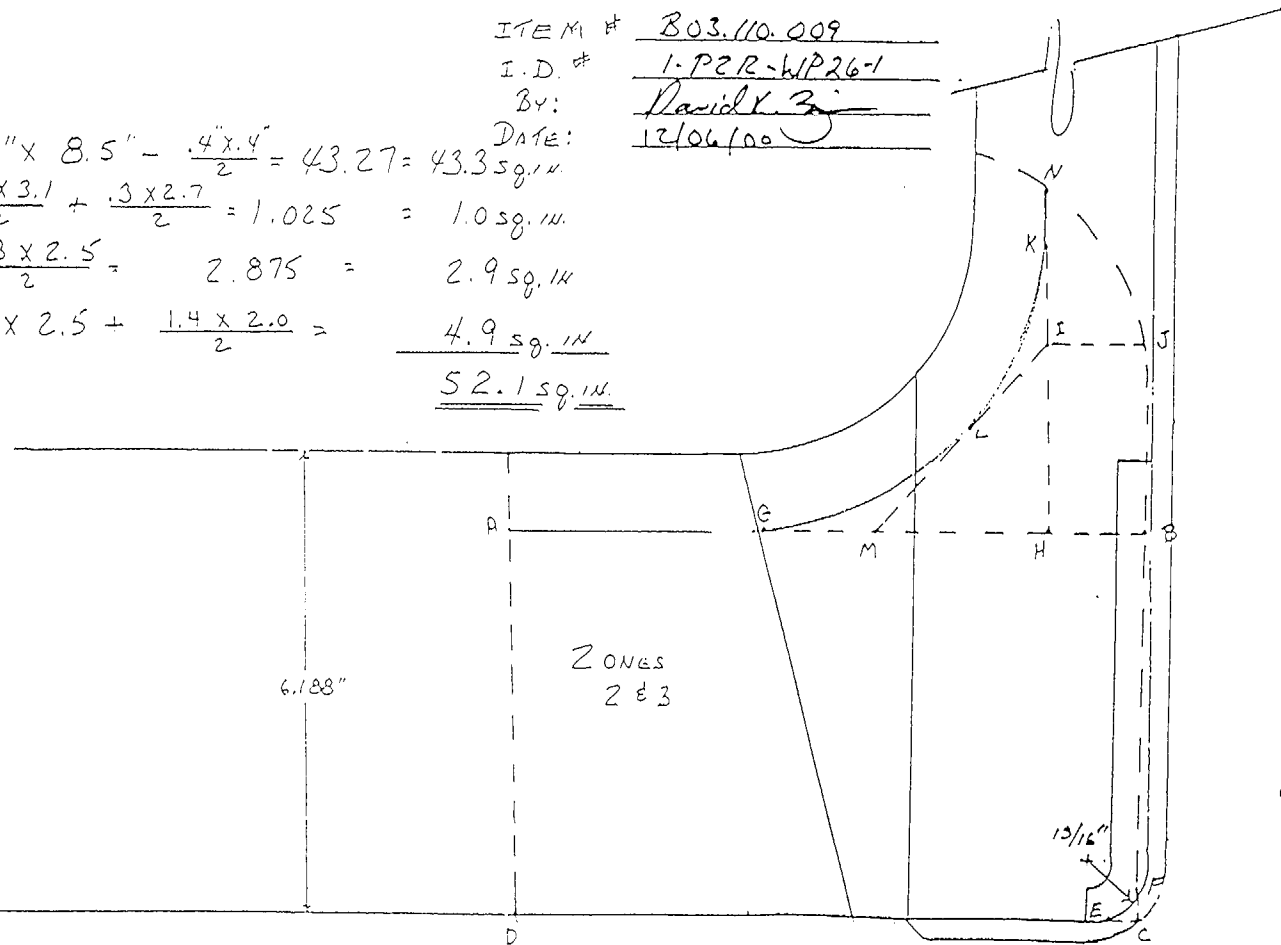 ITEM # B03.110.009
I.D. # 1-PZR-WP26-1
BY: David K.
DATE: 12/06/00
" X 8.5" - .4" x .4" / 2 = 43.27 = 43.3 sq. in.
x 3.1 / 2 + .3 x 2.7 / 2 = 1.025 = 1.0 sq. in.
3 x 2.5 / 2 = 2.875 = 2.9 sq. in
x 2.5 + 1.4 x 2.0 / 2 = 4.9 sq. in
52.1 sq. in.
N
K
I J
L
A G M H B
6.188"
ZONES
2 & 3
13/16"
E
D C